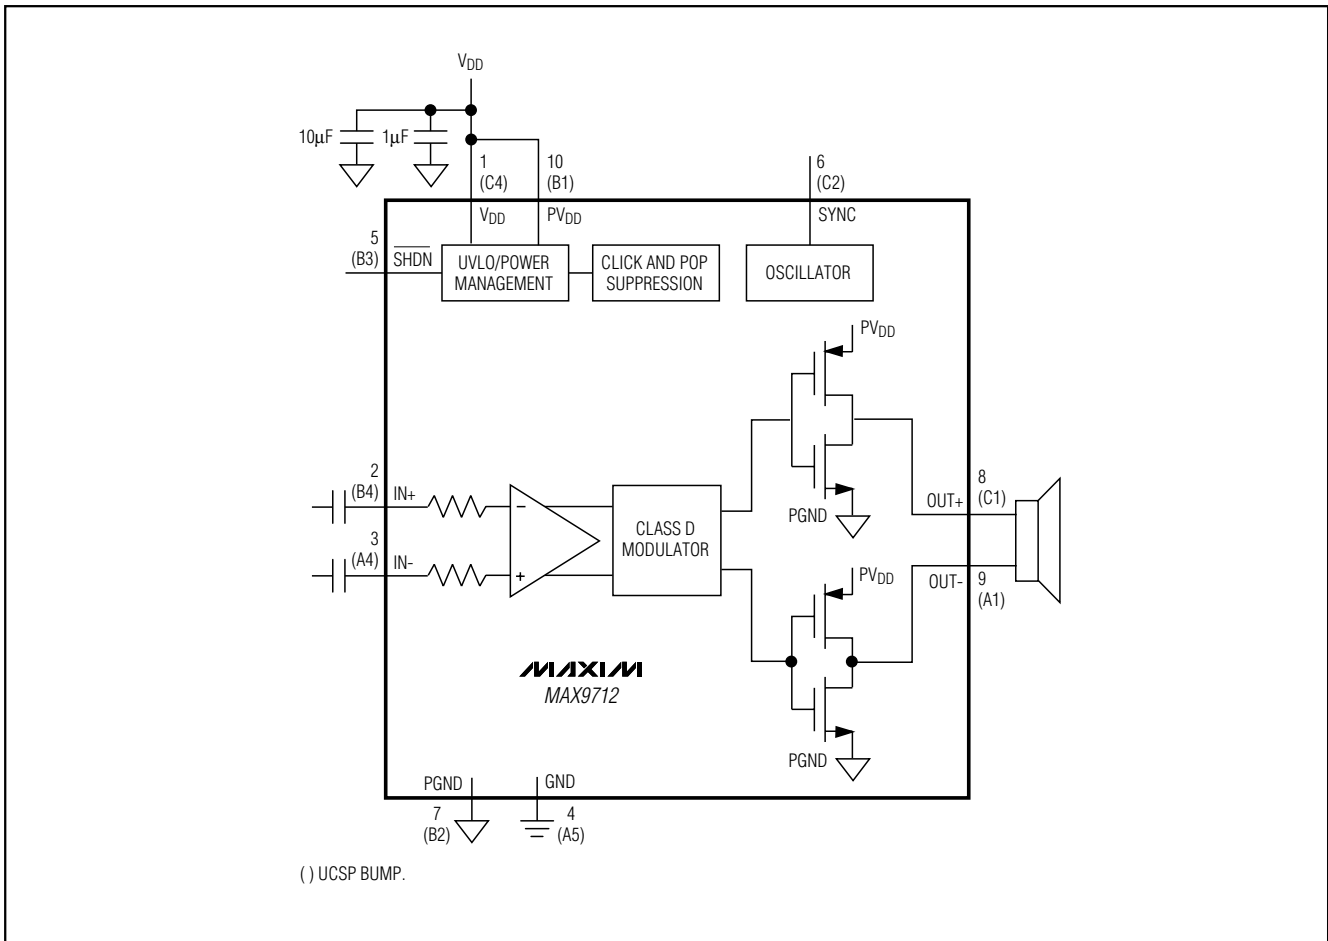 VDD
10µF
1µF
1
(C4)
10
(B1)
6
(C2)
VDD
PVDD
SYNC
5
(B3)
SHDN
UVLO/POWER
MANAGEMENT
CLICK AND POP
SUPPRESSION
OSCILLATOR
PVDD
2
(B4)
IN+
−
3
(A4)
IN-
+
CLASS D
MODULATOR
PGND
OUT+
8
(C1)
PVDD
OUT-
9
(A1)
MAXIM
MAX9712
PGND
PGND
GND
7
(B2)
4
(A5)
( ) UCSP BUMP.